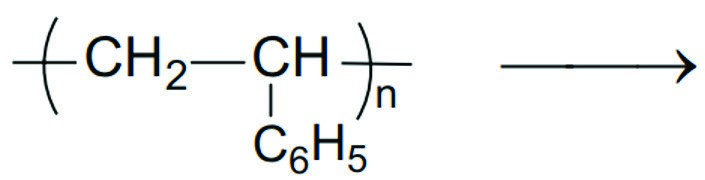 ( CH₂—CH )ₙ ⟶
C₆H₅